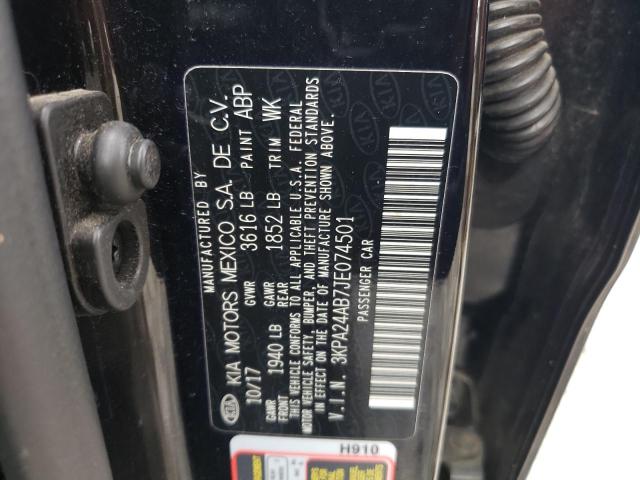 MANUFACTURED BY
KIA MOTORS MEXICO S.A. DE C.V.
10/17 GVWR 3616 LB PAINT ABP
GAWR FRONT 1940 LB GAWR REAR 1852 LB TRIM WK
THIS VEHICLE CONFORMS TO ALL APPLICABLE U.S.A. FEDERAL
MOTOR VEHICLE SAFETY, BUMPER, AND THEFT PREVENTION STANDARDS
IN EFFECT ON THE DATE OF MANUFACTURE SHOWN ABOVE.
V.I.N. 3KPA24AB7JE074501
PASSENGER CAR
H910